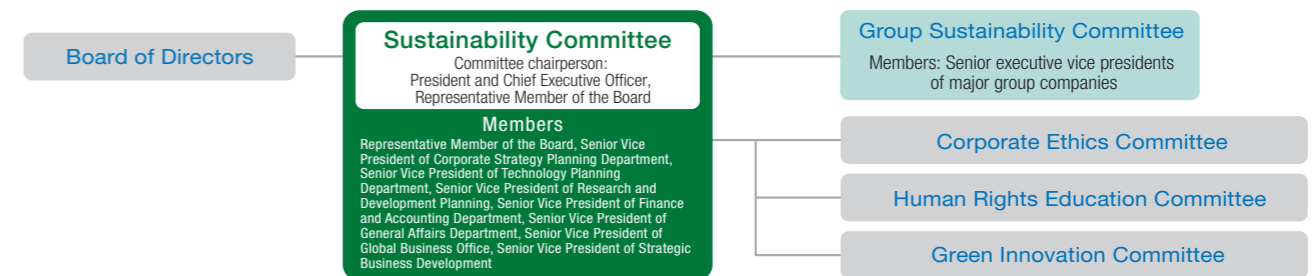 Board of Directors
Sustainability Committee
Committee chairperson:
President and Chief Executive Officer,
Representative Member of the Board
Members
Representative Member of the Board, Senior Vice
President of Corporate Strategy Planning Department,
Senior Vice President of Technology Planning
Department, Senior Vice President of Research and
Development Planning, Senior Vice President of Finance
and Accounting Department, Senior Vice President of
General Affairs Department, Senior Vice President of
Global Business Office, Senior Vice President of Strategic
Business Development
Group Sustainability Committee
Members: Senior executive vice presidents
of major group companies
Corporate Ethics Committee
Human Rights Education Committee
Green Innovation Committee